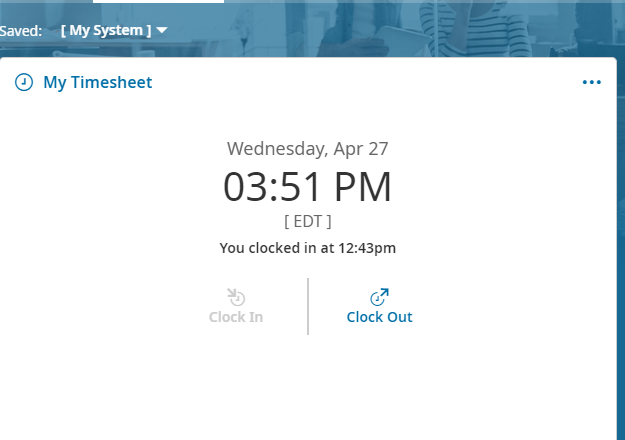 Saved: [ My System ]
My Timesheet
Wednesday, Apr 27
03:51 PM
[ EDT ]
You clocked in at 12:43pm
Clock In Clock Out